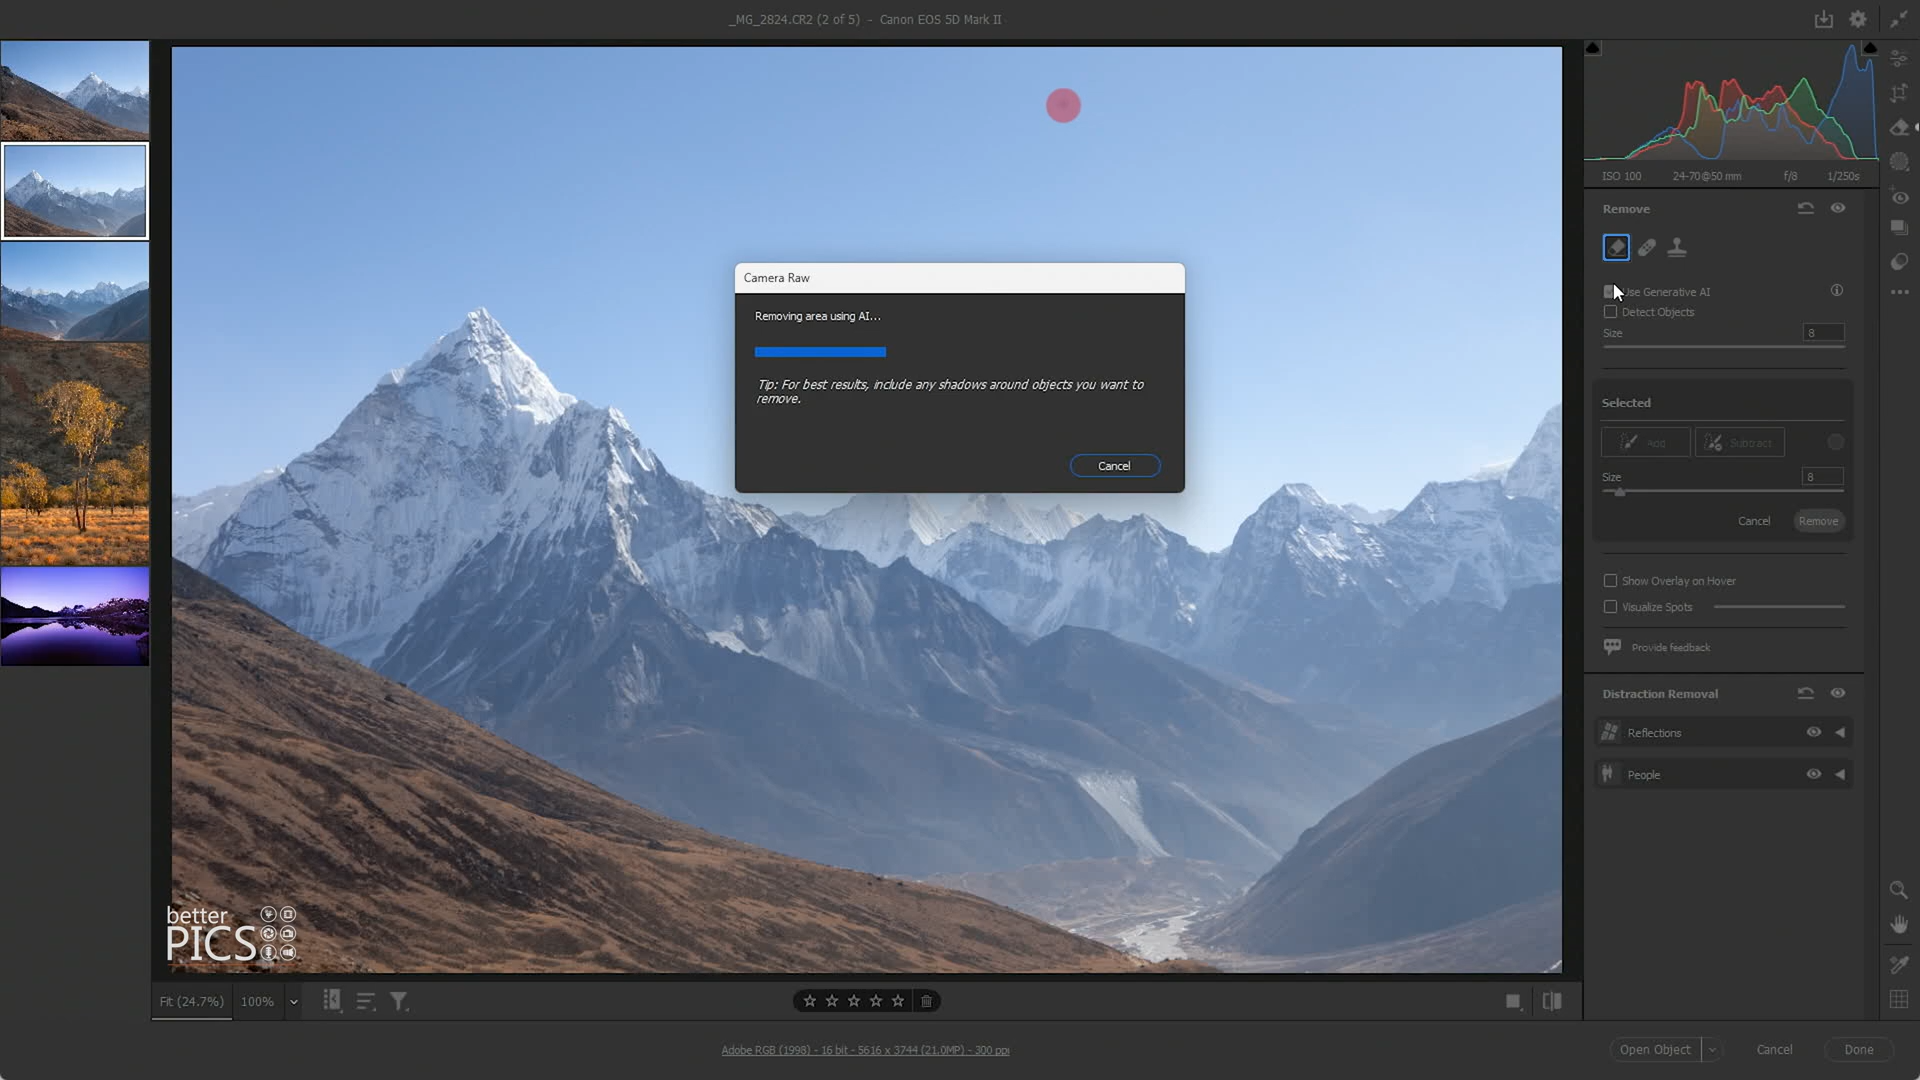 _MG_2824.CR2 (2 of 5) - Canon EOS 5D Mark II
ISO 100 24-70@50 mm f/8 1/250s
Remove
Camera Raw
Removing area using AI...
Tip: For best results, include any shadows around objects you want to
remove.
Cancel
Use Generative AI
Detect Objects
Size 8
Selected
Add Subtract
Size 8
Cancel Remove
Show Overlay on Hover
Visualize Spots
Provide feedback
Distraction Removal
Reflections
People
better
PICS
Fit (24.7%) 100%
Adobe RGB (1998) - 16 bit - 5616 x 3744 (21.0MP) - 300 ppi
Open Object Cancel Done